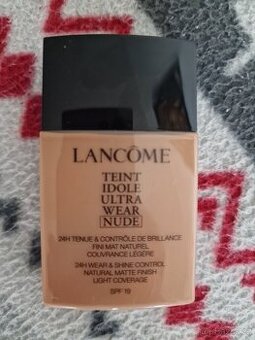 LANCÔME
TEINT
IDOLE
ULTRA
WEAR
NUDE
24H TENUE & CONTRÔLE DE BRILLANCE
FINI MAT NATUREL
COUVRANCE LÉGÈRE
24H WEAR & SHINE CONTROL
NATURAL MATTE FINISH
LIGHT COVERAGE
SPF 19